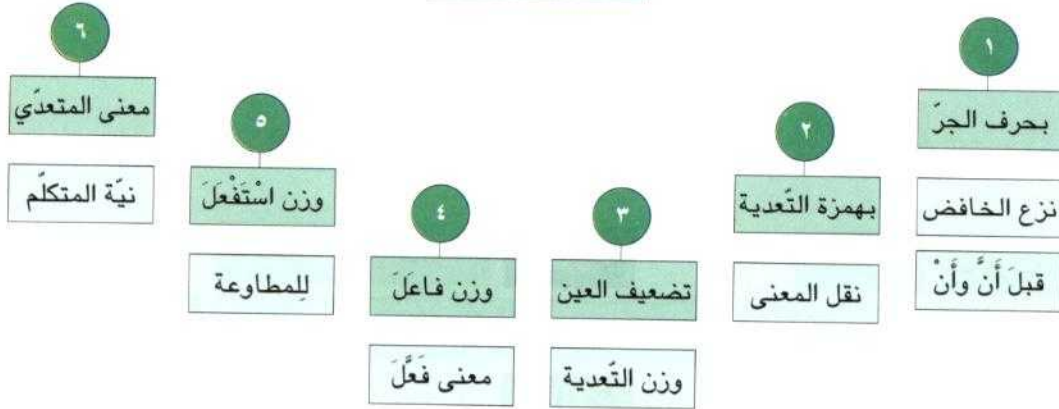 ١
بحرف الجرّ
نزع الخافض
قبلَ أَنَّ وأَنْ
٢
بهمزة التّعدية
نقل المعنى
٣
تضعيف العين
وزن التّعدية
٤
وزن فاعَلَ
معنى فَعَّلَ
٥
وزن اسْتَفْعَلَ
لِلمطاوعة
٦
معنى المتعدّي
نيّة المتكلّم